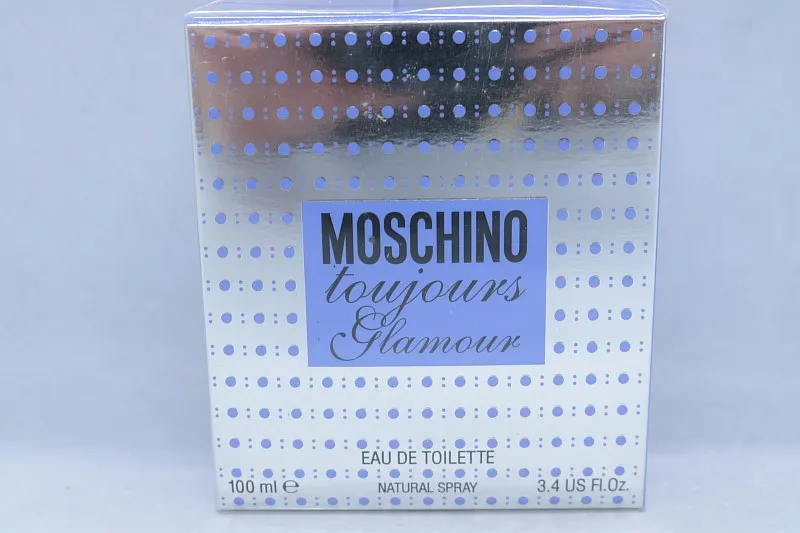 MOSCHINO
toujours
Glamour
EAU DE TOILETTE
100 ml ℮ NATURAL SPRAY 3.4 US Fl.Oz.